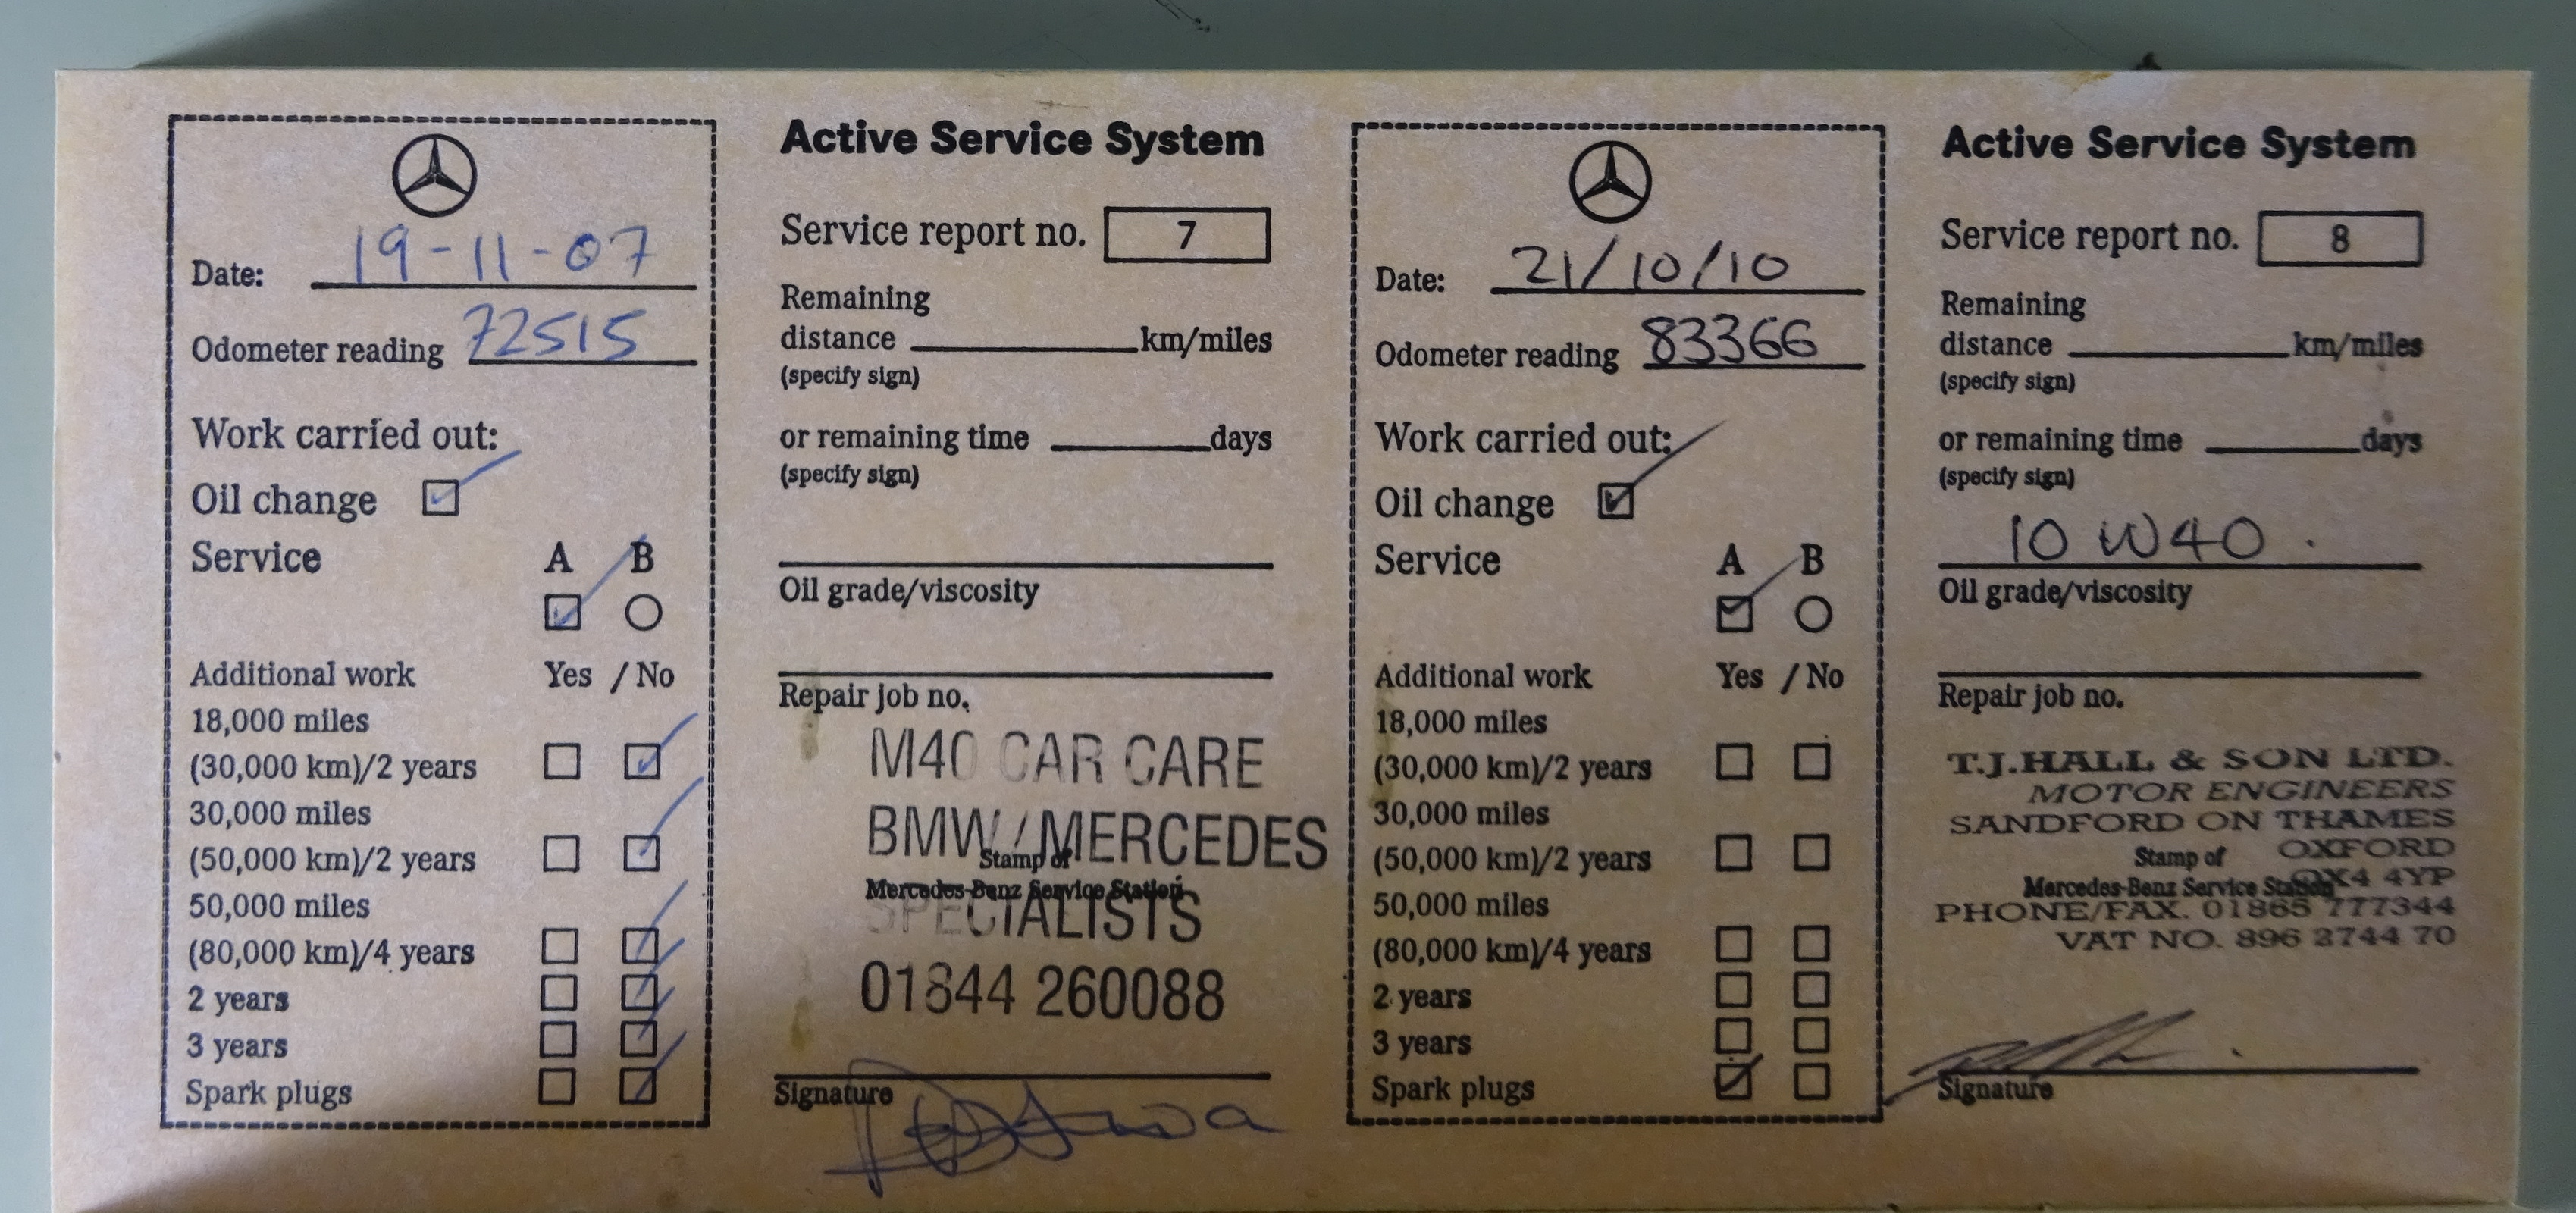 Date: 19-11-07
Odometer reading 72515
Work carried out:
Oil change
Service A B
Additional work Yes / No
18,000 miles
(30,000 km)/2 years
30,000 miles
(50,000 km)/2 years
50,000 miles
(80,000 km)/4 years
2 years
3 years
Spark plugs
Active Service System
Service report no. 7
Remaining
distance km/miles
(specify sign)
or remaining time days
(specify sign)
Oil grade/viscosity
Repair job no.
M40 CAR CARE
BMW/MERCEDES
Stamp of
Mercedes-Benz Service Station
SPECIALISTS
01844 260088
Signature
Date: 21/10/10
Odometer reading 83366
Work carried out:
Oil change
Service A B
Additional work Yes / No
18,000 miles
(30,000 km)/2 years
30,000 miles
(50,000 km)/2 years
50,000 miles
(80,000 km)/4 years
2 years
3 years
Spark plugs
Active Service System
Service report no. 8
Remaining
distance km/miles
(specify sign)
or remaining time days
(specify sign)
10 W40.
Oil grade/viscosity
Repair job no.
T.J.HALL & SON LTD.
MOTOR ENGINEERS
SANDFORD ON THAMES
OXFORD
Stamp of
OX4 4YP
Mercedes-Benz Service Station
PHONE/FAX. 01865 777344
VAT NO. 896 2744 70
Signature